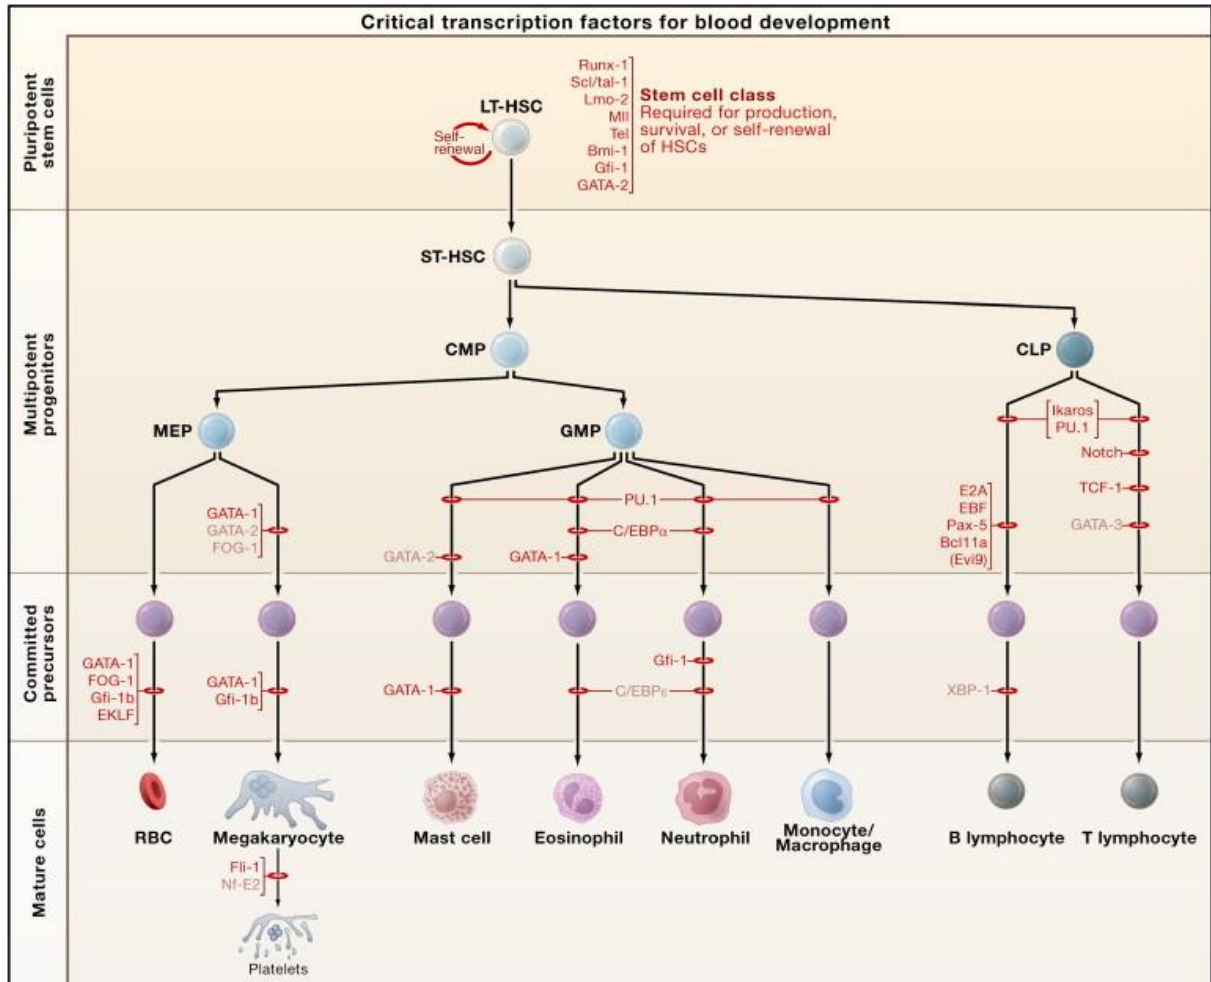 Critical transcription factors for blood development
Pluripotent
stem cells
LT-HSC
Self-
renewal
Runx-1
Scl/tal-1
Lmo-2
Mll
Tel
Bmi-1
Gfi-1
GATA-2
Stem cell class
Required for production,
survival, or self-renewal
of HSCs
Multipotent
progenitors
ST-HSC
CMP
CLP
MEP
GMP
Ikaros
PU.1
Notch
TCF-1
GATA-3
E2A
EBF
Pax-5
Bcl11a
(Evi9)
GATA-1
GATA-2
FOG-1
PU.1
C/EBPα
GATA-2
GATA-1
Committed
precursors
GATA-1
FOG-1
Gfi-1b
EKLF
GATA-1
Gfi-1b
GATA-1
Gfi-1
C/EBPε
XBP-1
Mature cells
RBC
Megakaryocyte
Mast cell
Eosinophil
Neutrophil
Monocyte/
Macrophage
B lymphocyte
T lymphocyte
Fli-1
Nf-E2
Platelets